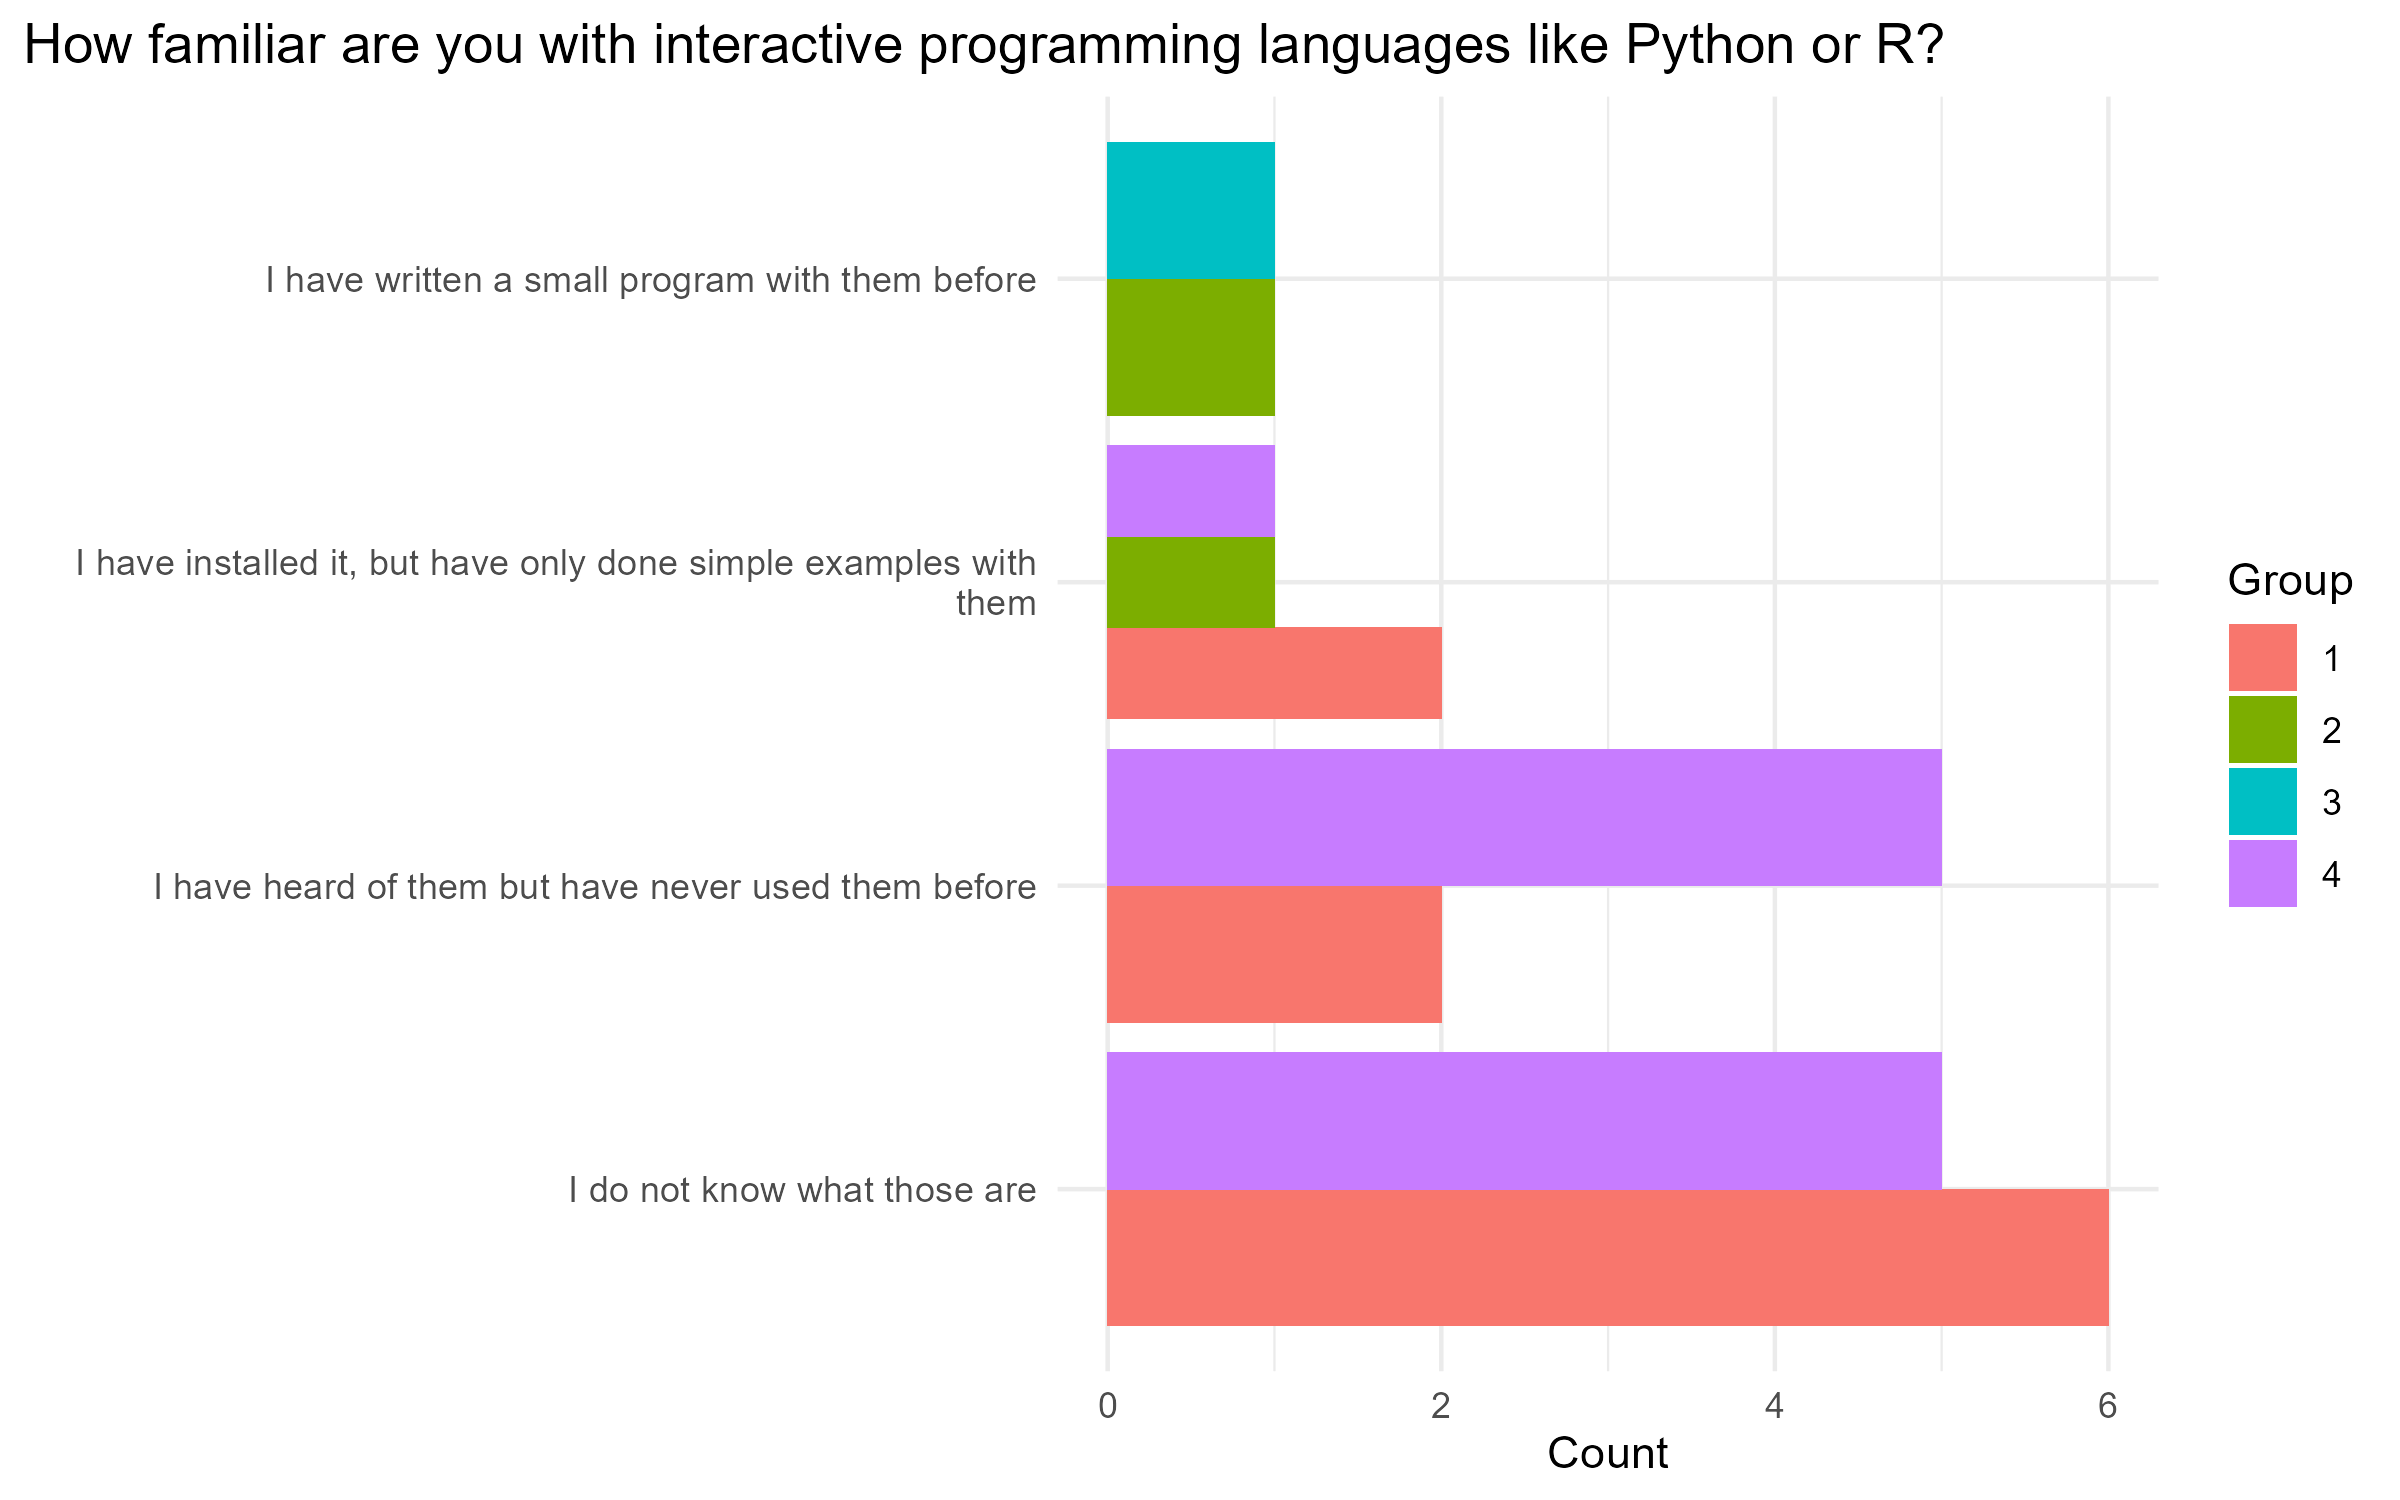 How familiar are you with interactive programming languages like Python or R?
I have written a small program with them before
I have installed it, but have only done simple examples with
them
I have heard of them but have never used them before
I do not know what those are
0 2 4 6
Count
Group
1
2
3
4